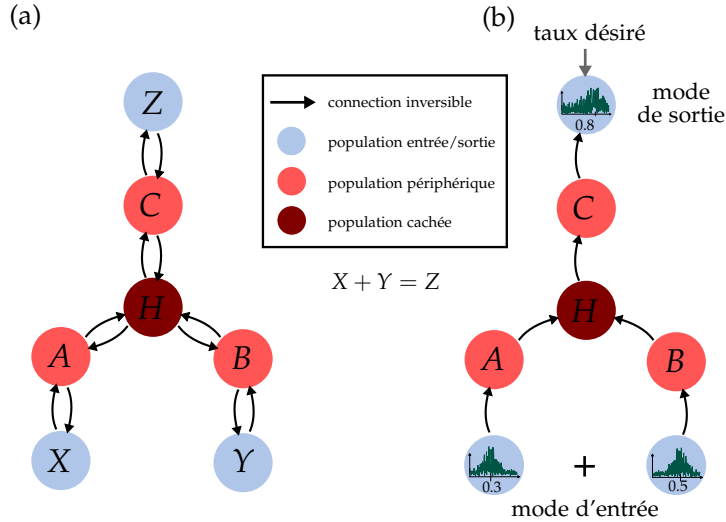 (a)
Z
C
H
A
B
X
Y
connection inversible
population entrée/sortie
population périphérique
population cachée
X + Y = Z
(b)
taux désiré
0.8
mode
de sortie
C
H
A
B
0.3
+
0.5
mode d'entrée